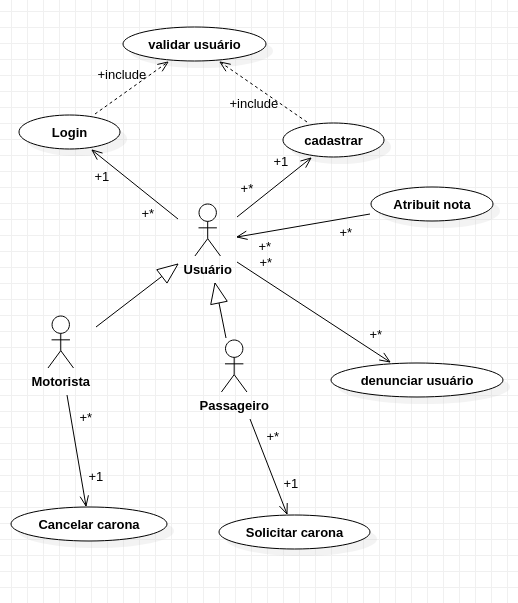 validar usuário
+include
+include
Login
cadastrar
+1
+1
+*
+*
Atribuit nota
+*
+*
Usuário
+*
+*
Motorista
denunciar usuário
Passageiro
+*
+*
+1
+1
Cancelar carona
Solicitar carona